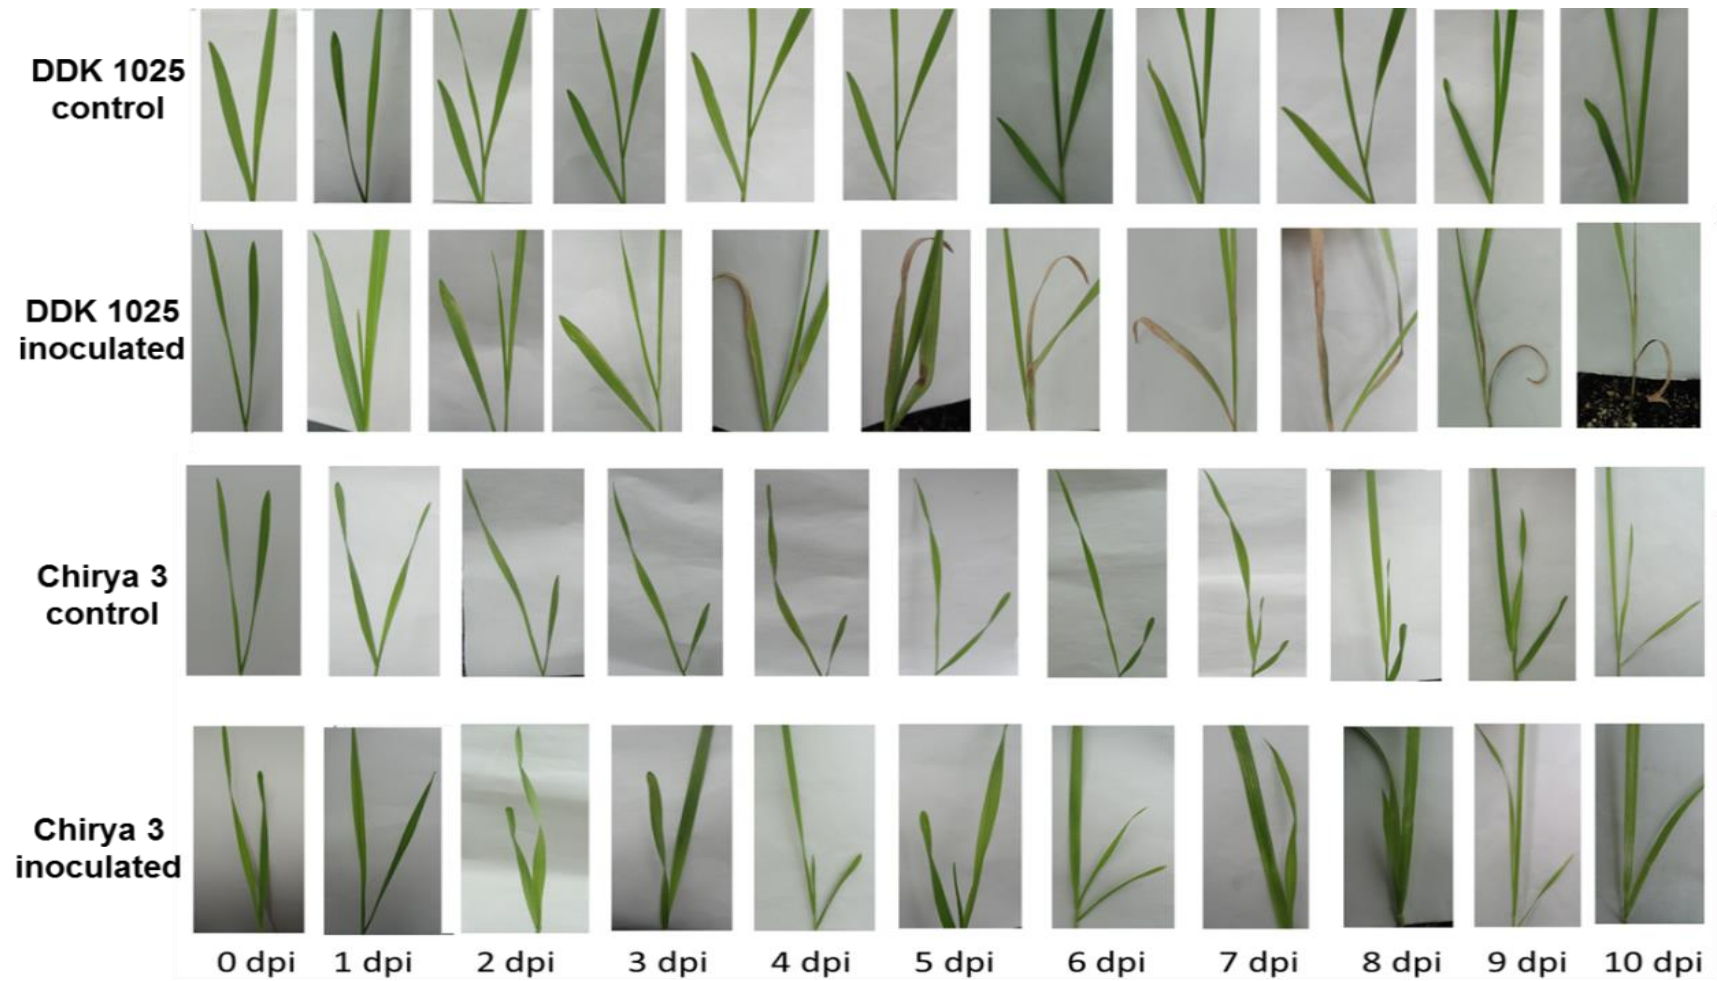 DDK 1025
control
DDK 1025
inoculated
Chirya 3
control
Chirya 3
inoculated
0 dpi 1 dpi 2 dpi 3 dpi 4 dpi 5 dpi 6 dpi 7 dpi 8 dpi 9 dpi 10 dpi